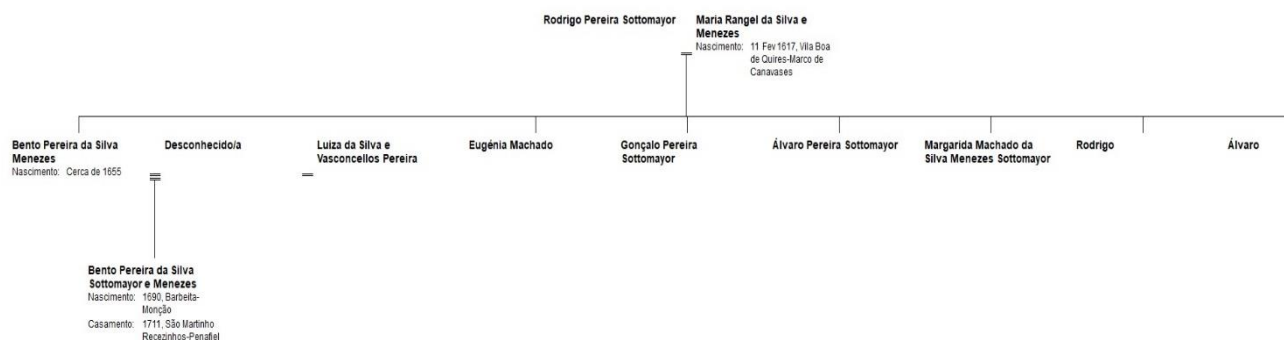 Rodrigo Pereira Sottomayor
Maria Rangel da Silva e
Menezes
Nascimento: 11 Fev 1617, Vila Boa
de Quires-Marco de
Canavases
Bento Pereira da Silva
Menezes
Nascimento: Cerca de 1655
Desconhecido/a
Luiza da Silva e
Vasconcellos Pereira
Eugénia Machado
Gonçalo Pereira
Sottomayor
Álvaro Pereira Sottomayor
Margarida Machado da
Silva Menezes Sottomayor
Rodrigo
Álvaro
Bento Pereira da Silva
Sottomayor e Menezes
Nascimento: 1690, Barbeita-
Monção
Casamento: 1711, São Martinho
Recezinhos-Penafiel